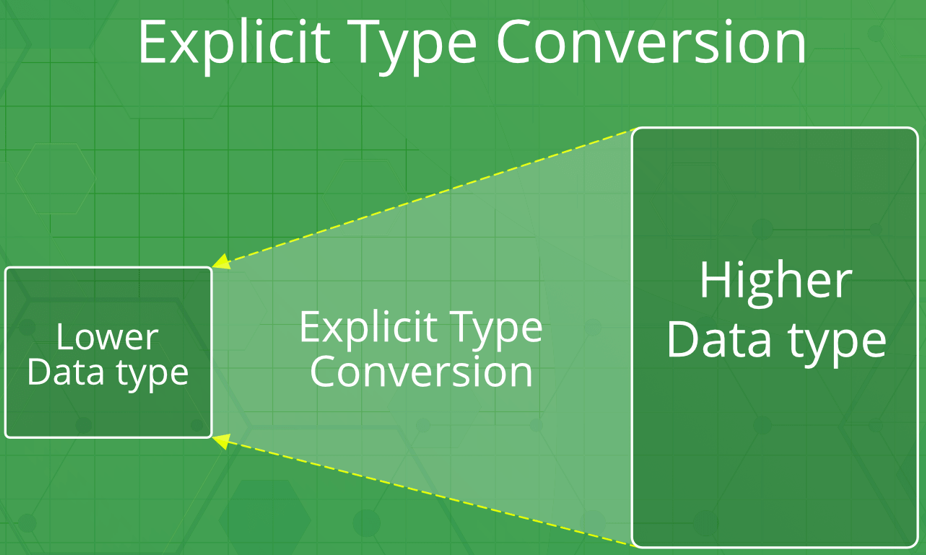 Explicit Type Conversion
Lower
Data type
Explicit Type
Conversion
Higher
Data type